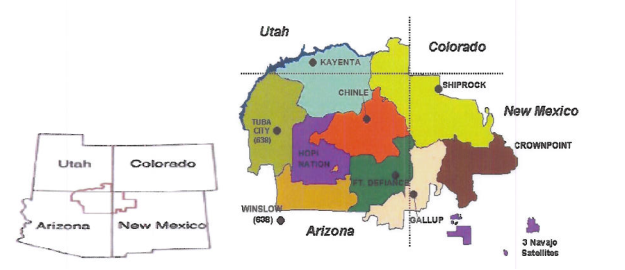 Utah
Colorado
Arizona
New Mexico
Utah
Colorado
KAYENTA
CHINLE
SHIPROCK
New Mexico
TUBA
CITY
(638)
CROWNPOINT
HOPI
NATION
FT. DEFIANCE
WINSLOW
(638)
GALLUP
Arizona
3 Navajo
Satellites